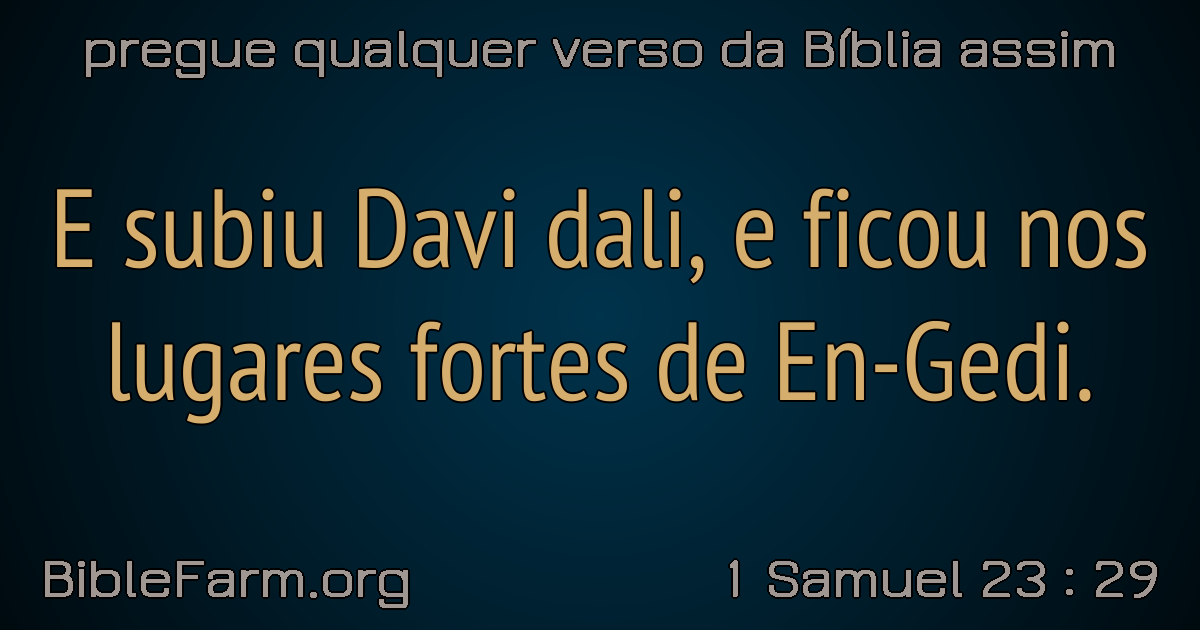 pregue qualquer verso da Bíblia assim
E subiu Davi dali, e ficou nos
lugares fortes de En-Gedi.
BibleFarm.org
1 Samuel 23 : 29